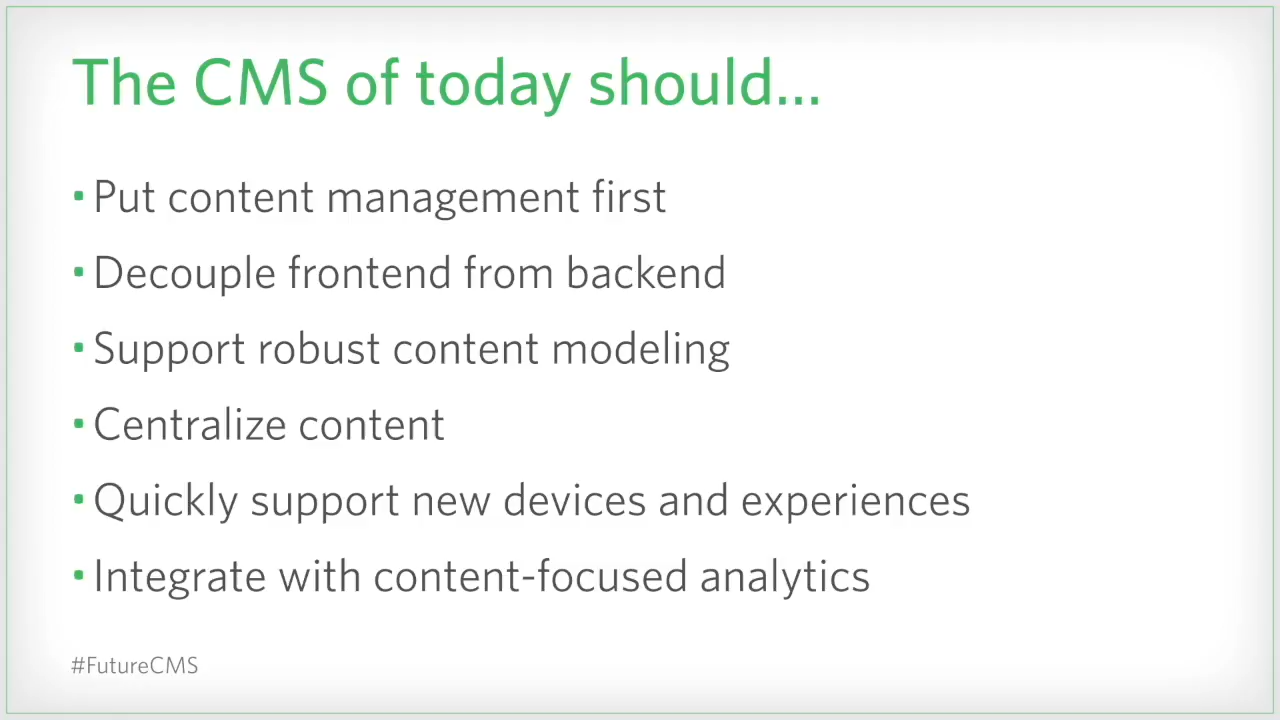 The CMS of today should...
• Put content management first
• Decouple frontend from backend
• Support robust content modeling
• Centralize content
• Quickly support new devices and experiences
• Integrate with content-focused analytics
#FutureCMS